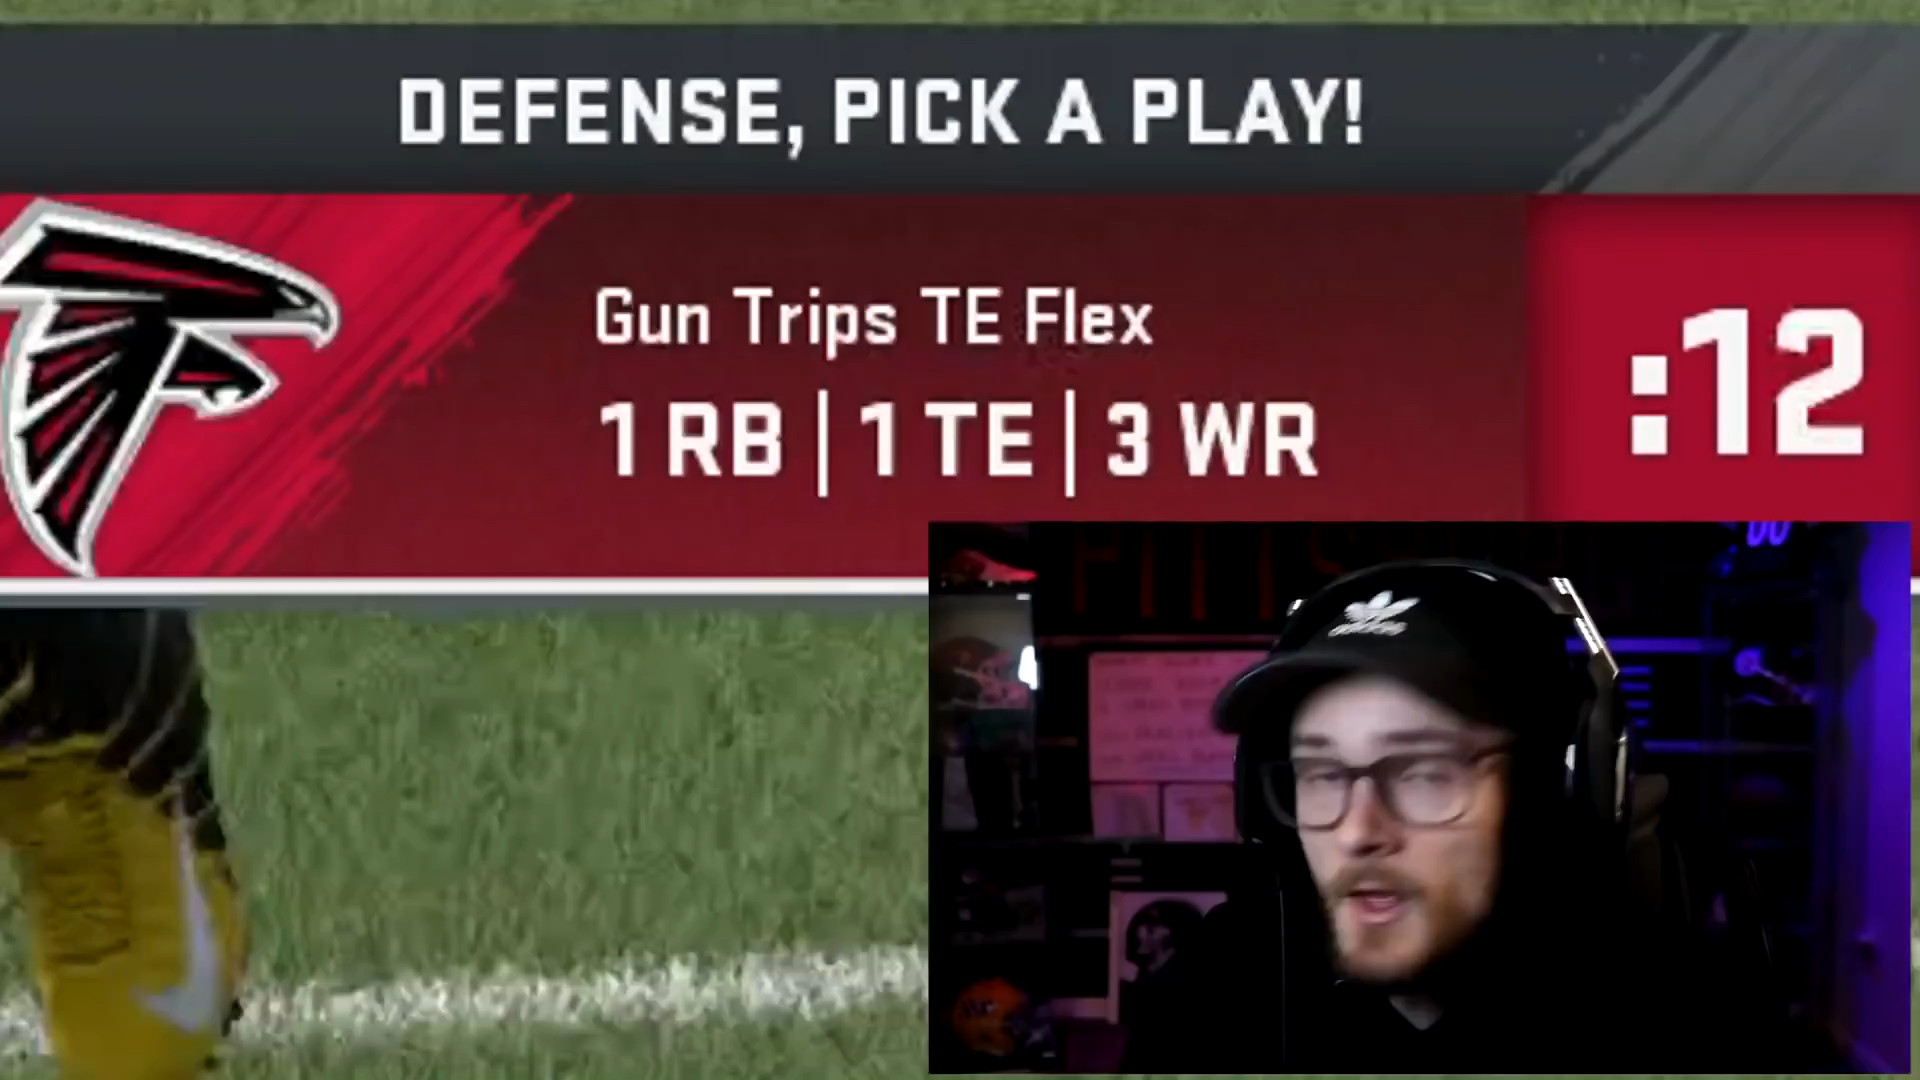 DEFENSE, PICK A PLAY!
Gun Trips TE Flex
1 RB | 1 TE | 3 WR
:12